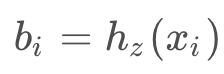 b_i = h_z(x_i)